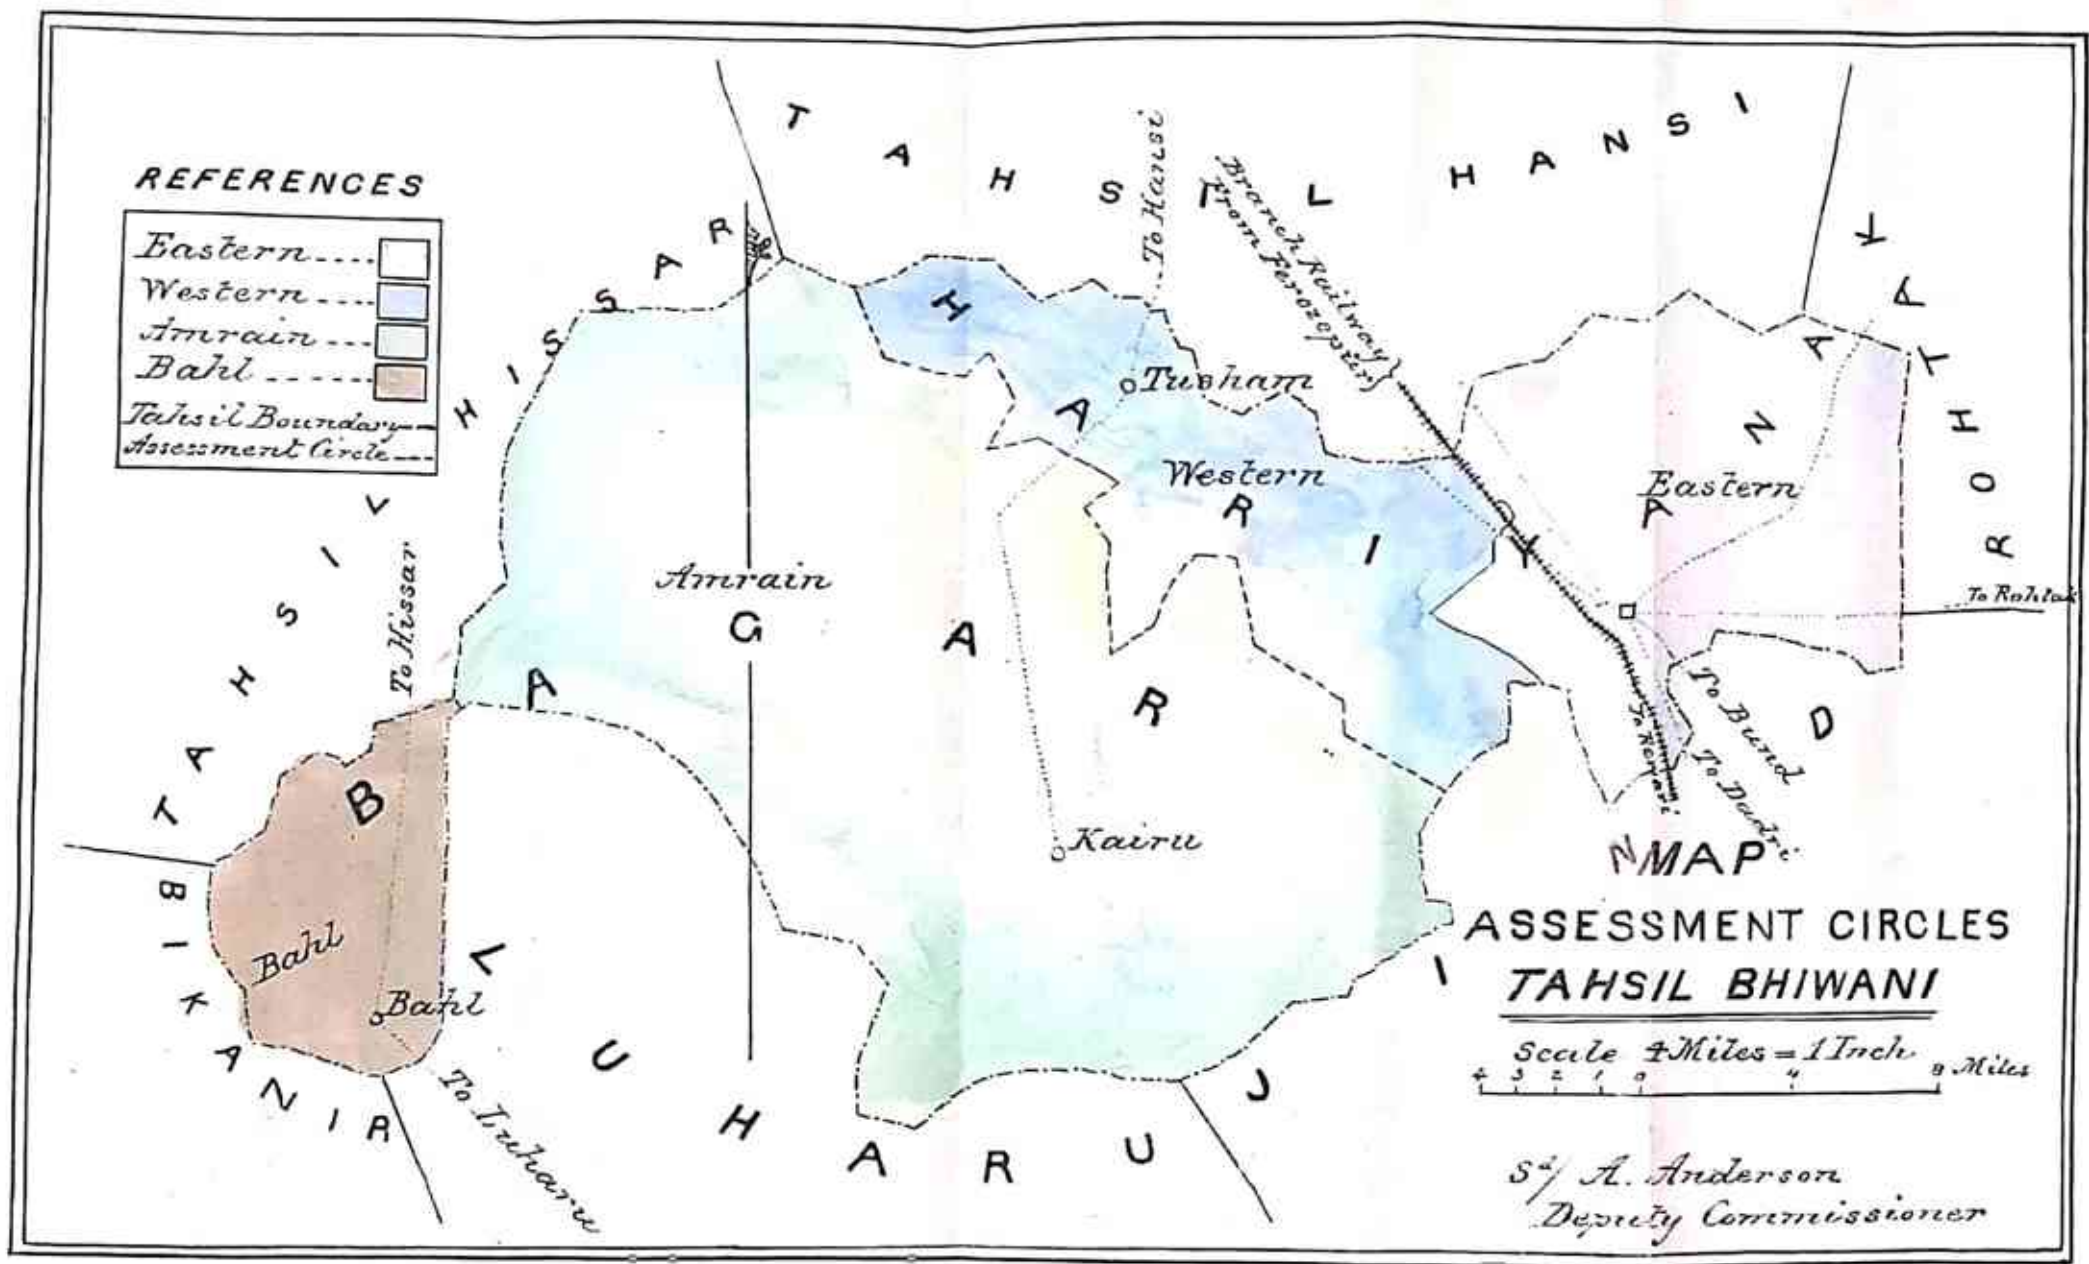 REFERENCES
Eastern
Western
Amrain
Bahl
Tahsil Boundary
Assessment Circle
TAHSIL HISSAR
TAHSIL HANSI
ROHTAK
BIKANIR
LUHARU
JIND
HARIYANA
BAGAR
To Hansi
Branch Railway
From Ferozepur
Tusham
Western
Eastern
Amrain
To Hissar
To Rohtak
To Bund
To Dadri
To Rewari
Kairu
Bahl
Bahl
To Luharu
MAP
ASSESSMENT CIRCLES
TAHSIL BHIWANI
Scale 4 Miles = 1 Inch
4 3 2 1 0 4 8 Miles
Sd/ A. Anderson
Deputy Commissioner